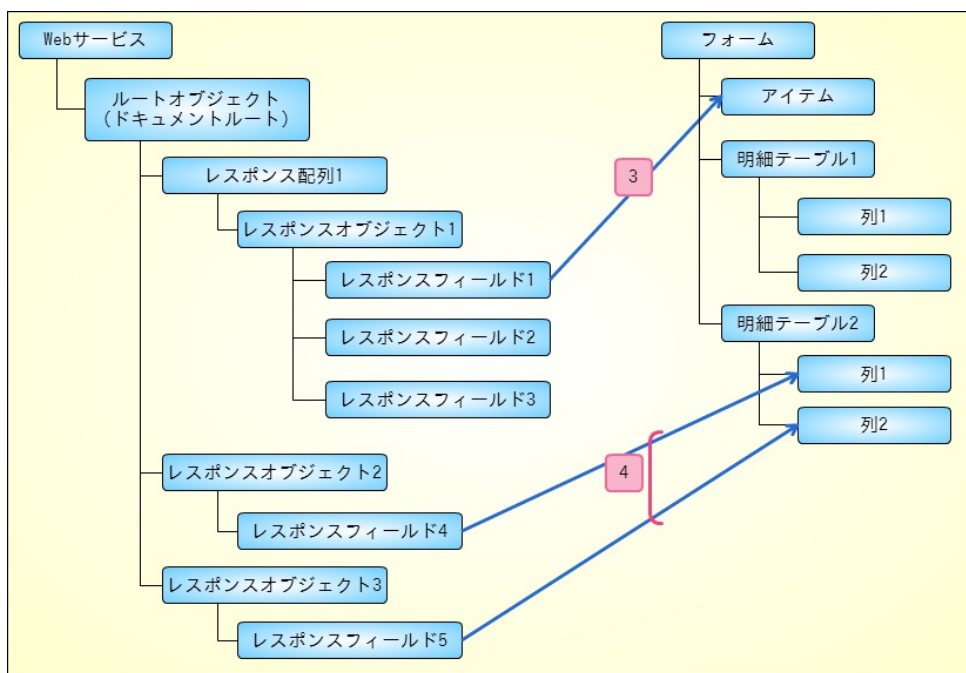 Webサービス
ルートオブジェクト
(ドキュメントルート)
レスポンス配列1
レスポンスオブジェクト1
レスポンスフィールド1
レスポンスフィールド2
レスポンスフィールド3
レスポンスオブジェクト2
レスポンスフィールド4
レスポンスオブジェクト3
レスポンスフィールド5
3
4
フォーム
アイテム
明細テーブル1
列1
列2
明細テーブル2
列1
列2